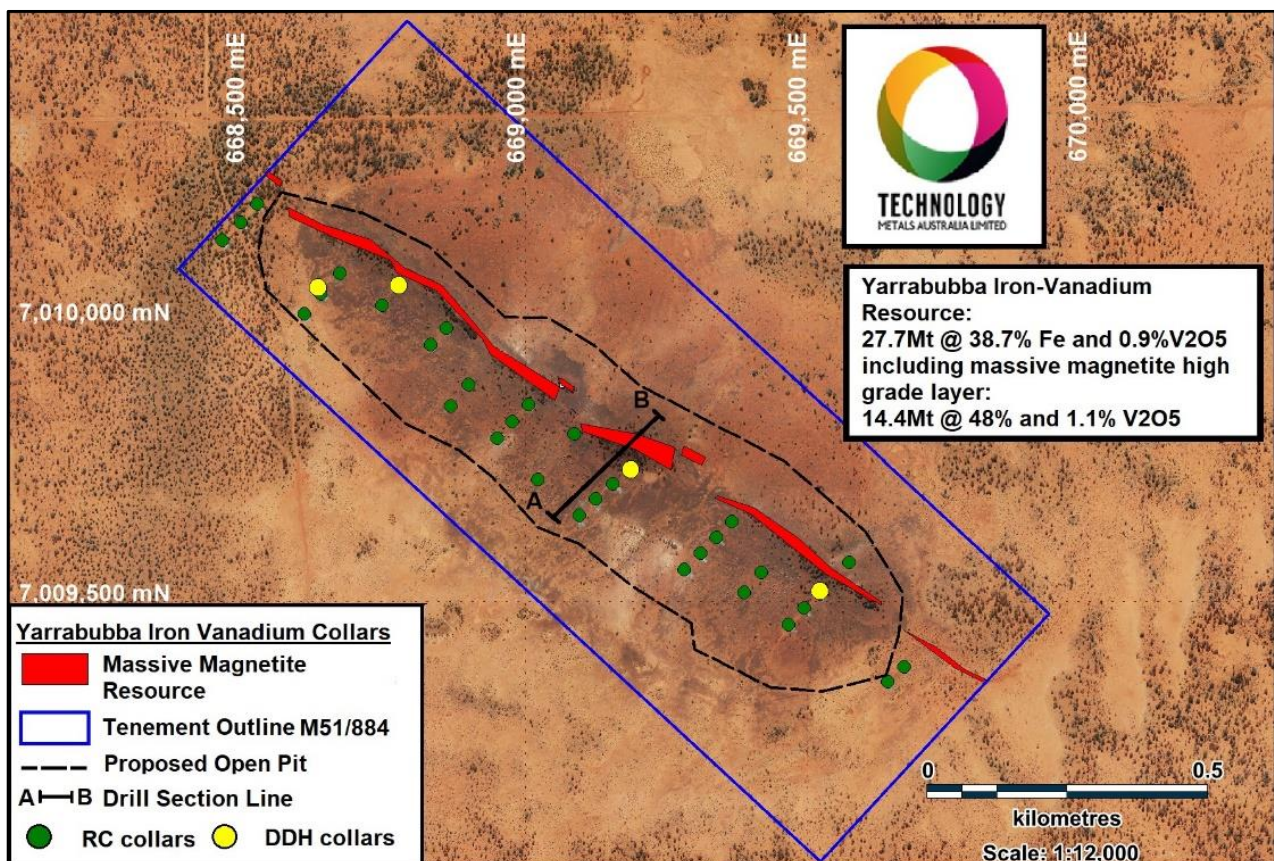 668,500 mE
669,000 mE
669,500 mE
670,000 mE
TECHNOLOGY
METALS AUSTRALIA LIMITED
Yarrabubba Iron-Vanadium
Resource:
27.7Mt @ 38.7% Fe and 0.9%V2O5
including massive magnetite high
grade layer:
14.4Mt @ 48% and 1.1% V2O5
7,010,000 mN
B
A
7,009,500 mN
Yarrabubba Iron Vanadium Collars
Massive Magnetite
Resource
Tenement Outline M51/884
Proposed Open Pit
A B Drill Section Line
RC collars DDH collars
0 0.5
kilometres
Scale: 1:12,000